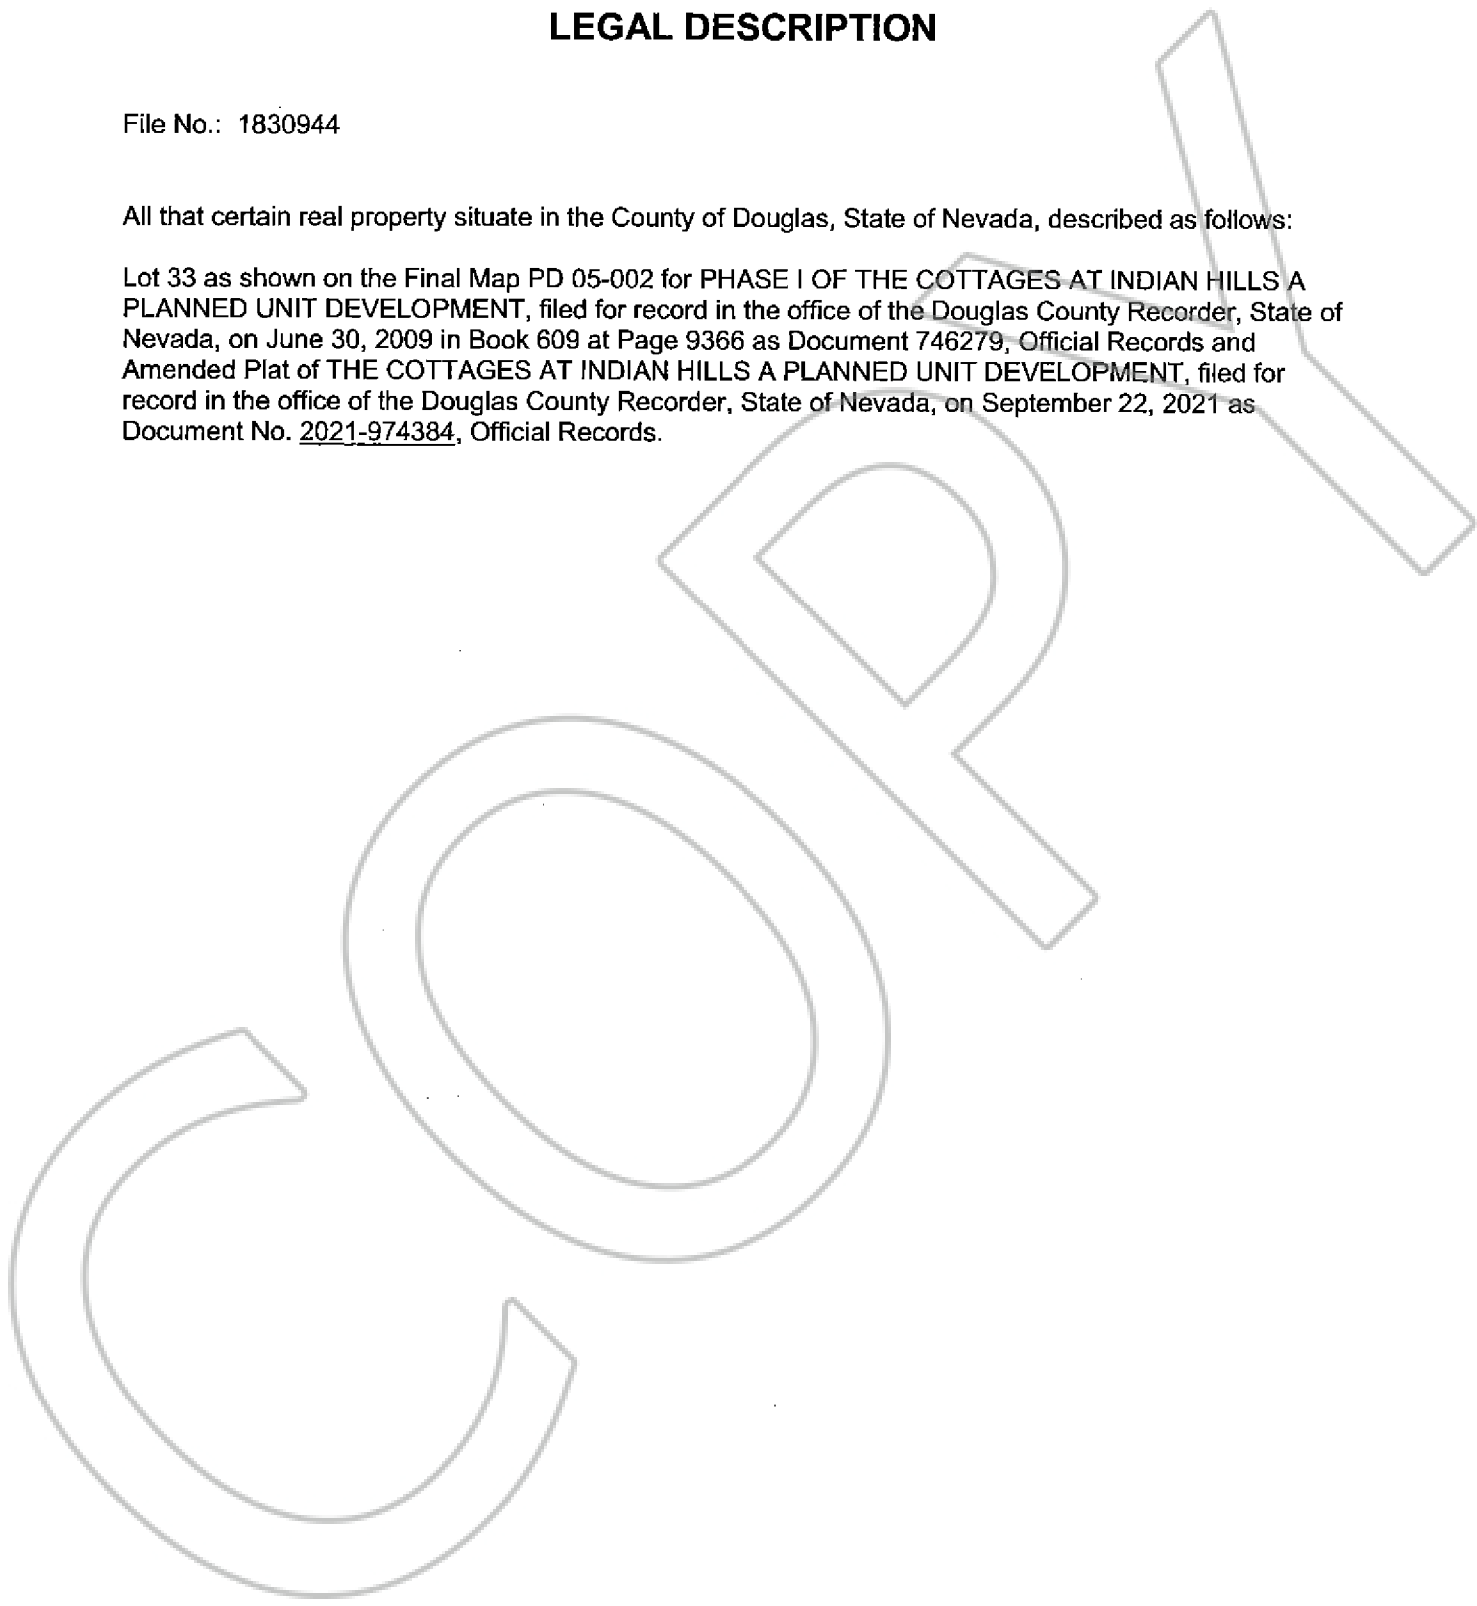 LEGAL DESCRIPTION
File No.: 1830944
All that certain real property situate in the County of Douglas, State of Nevada, described as follows:
Lot 33 as shown on the Final Map PD 05-002 for PHASE I OF THE COTTAGES AT INDIAN HILLS A
PLANNED UNIT DEVELOPMENT, filed for record in the office of the Douglas County Recorder, State of
Nevada, on June 30, 2009 in Book 609 at Page 9366 as Document 746279, Official Records and
Amended Plat of THE COTTAGES AT INDIAN HILLS A PLANNED UNIT DEVELOPMENT, filed for
record in the office of the Douglas County Recorder, State of Nevada, on September 22, 2021 as
Document No. 2021-974384, Official Records.
COPY